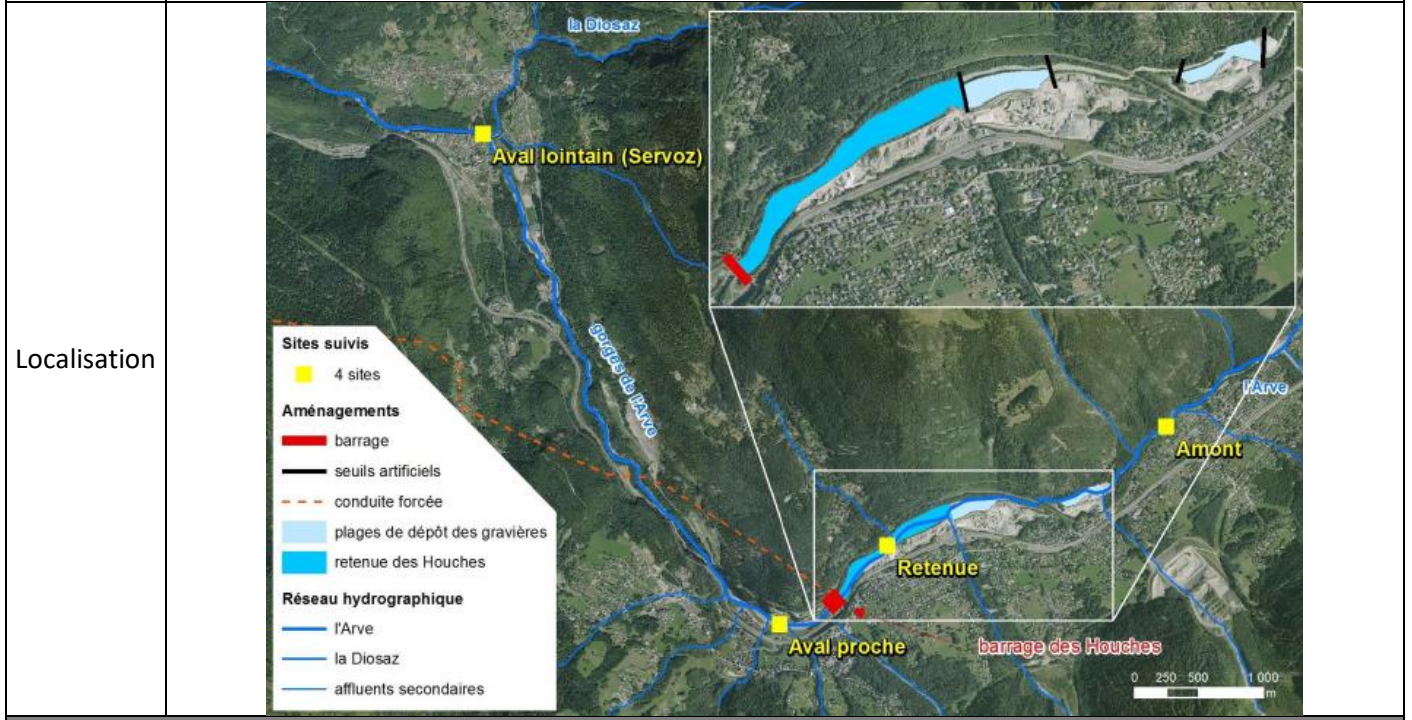 Localisation
la Diosaz
Aval lointain (Servoz)
gorges de l'Arve
l'Arve
Amont
Retenue
Aval proche
barrage des Houches
Sites suivis
4 sites
Aménagements
barrage
seuils artificiels
conduite forcée
plages de dépôt des gravières
retenue des Houches
Réseau hydrographique
l'Arve
la Diosaz
affluents secondaires
0 250 500 1 000
m